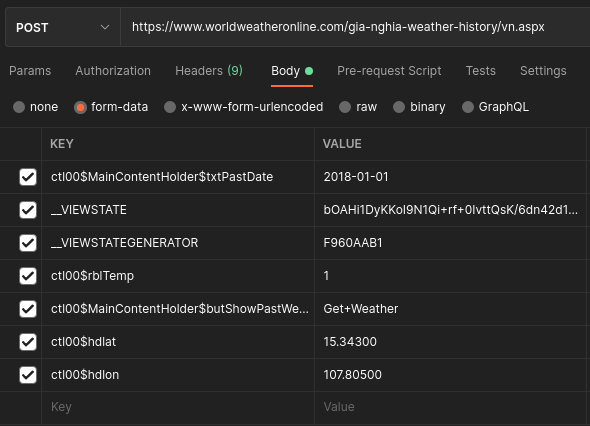 POST https://www.worldweatheronline.com/gia-nghia-weather-history/vn.aspx
Params Authorization Headers (9) Body Pre-request Script Tests Settings
none form-data x-www-form-urlencoded raw binary GraphQL
KEY VALUE
ctl00$MainContentHolder$txtPastDate 2018-01-01
__VIEWSTATE bOAHi1DyKKoI9N1Qi+rf+0IvttQsK/6dn42d1...
__VIEWSTATEGENERATOR F960AAB1
ctl00$rblTemp 1
ctl00$MainContentHolder$butShowPastWe... Get+Weather
ctl00$hdlat 15.34300
ctl00$hdlon 107.80500
Key Value